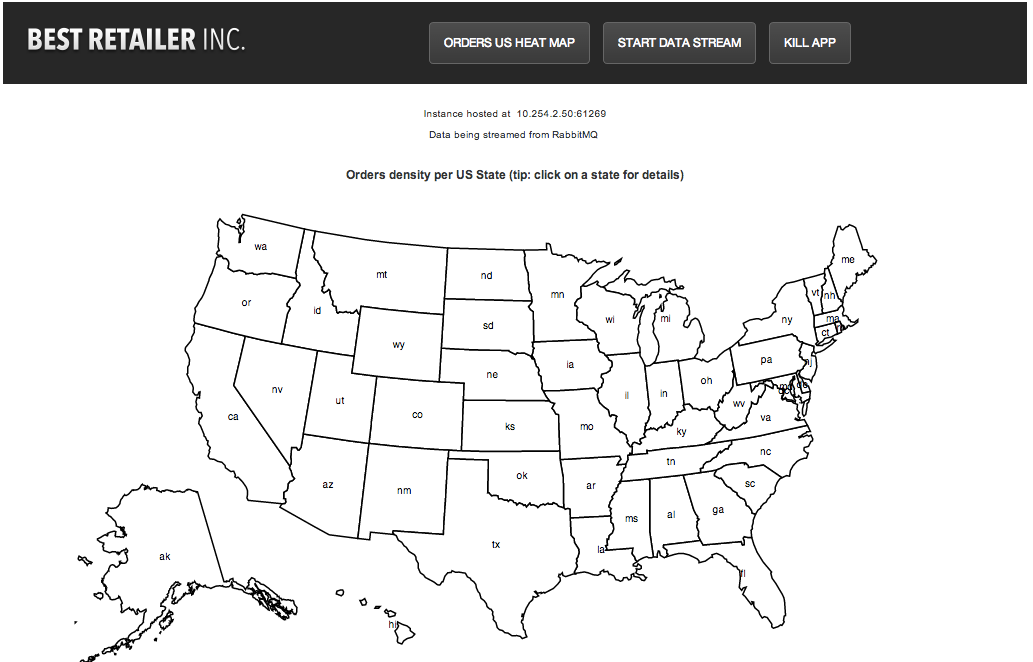 BEST RETAILER INC.
ORDERS US HEAT MAP
START DATA STREAM
KILL APP
Instance hosted at 10.254.2.50:61269
Data being streamed from RabbitMQ
Orders density per US State (tip: click on a state for details)
wa
mt
nd
mn
me
or
id
sd
wi
mi
ny
vt
nh
ma
ct
wy
ne
ia
pa
nj
nv
ut
co
ks
il
in
oh
wv
va
de
ca
mo
ky
nc
az
nm
ok
ar
tn
sc
ms
al
ga
tx
la
fl
ak
hi